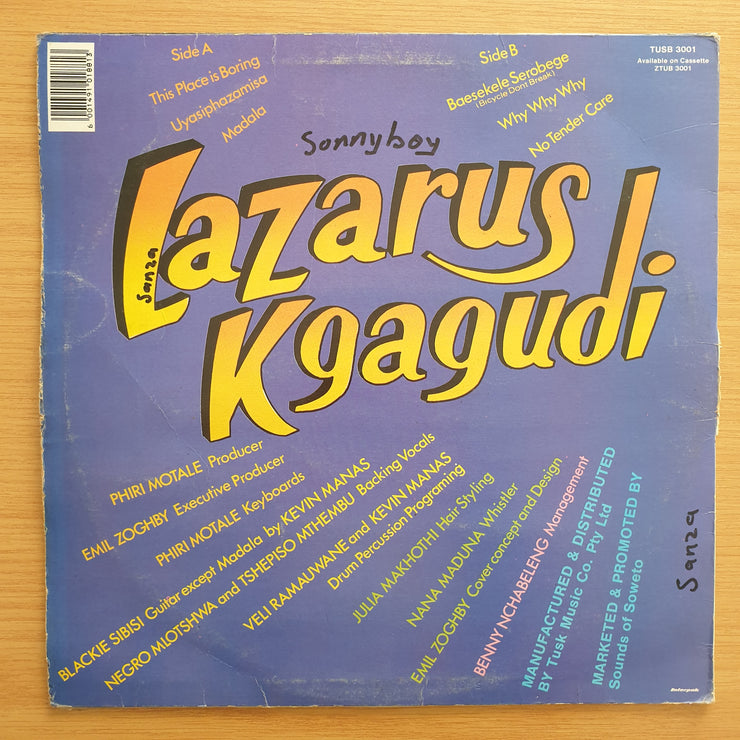 6 001491 018813
Side A
This Place is Boring
Uyasiphazamisa
Madala
Side B
Baesekele Serobege
(Bicycle Dont Break)
Why Why Why
No Tender Care
TUSB 3001
Available on Cassette
ZTUB 3001
Sonnyboy
Lazarus
Sanza
Kgagudi
PHIRI MOTALE Producer
EMIL ZOGHBY Executive Producer
PHIRI MOTALE Keyboards
BLACKIE SIBISI Guitar except Madala by KEVIN MANAS
NEGRO MLOTSHWA and TSHEPISO MTHEMBU Backing Vocals
VELI RAMAUWANE and KEVIN MANAS
Drum Percussion Programing
JULIA MAKHOTHI Hair Styling
NANA MADUNA Whistler
EMIL ZOGHBY Cover concept and Design
BENNY NCHABELENG Management
MANUFACTURED & DISTRIBUTED
BY Tusk Music Co. Pty Ltd
MARKETED & PROMOTED BY
Sounds of Soweto
Sanza
Interpak